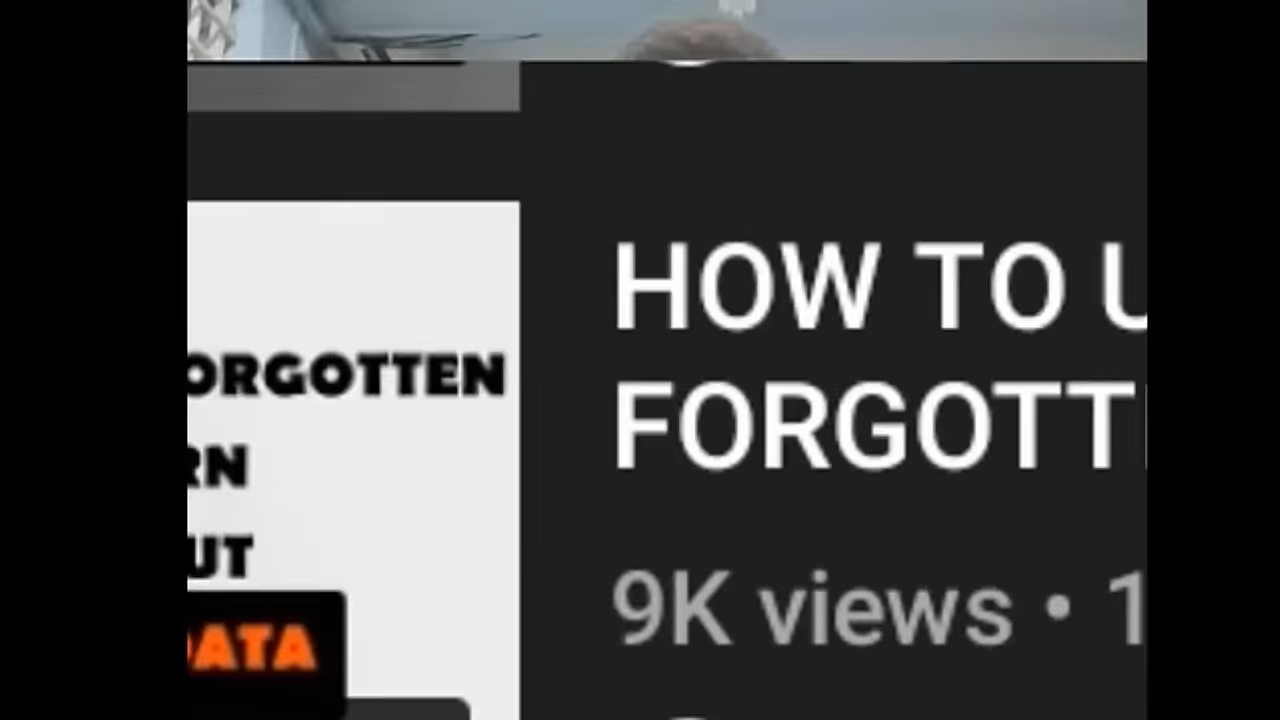 ORGOTTEN
RN
UT
DATA
HOW TO U
FORGOTT
9K views • 1